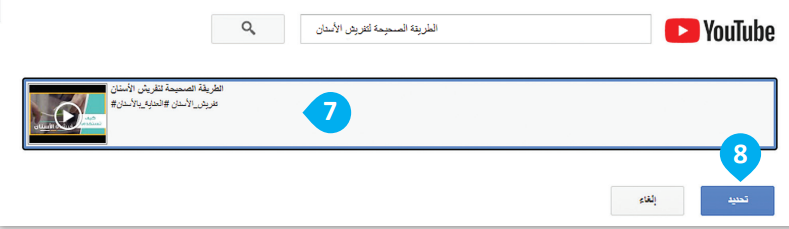 الطريقة الصحيحة لتفريش الأسنان
YouTube
الطريقة الصحيحة لتفريش الأسنان
#تفريش_الأسنان #العناية_بالأسنان
7
8
إلغاء
تحديد